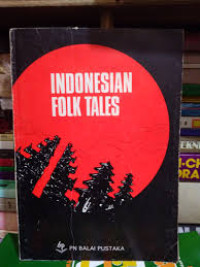 INDONESIAN
FOLK TALES
PN BALAI PUSTAKA